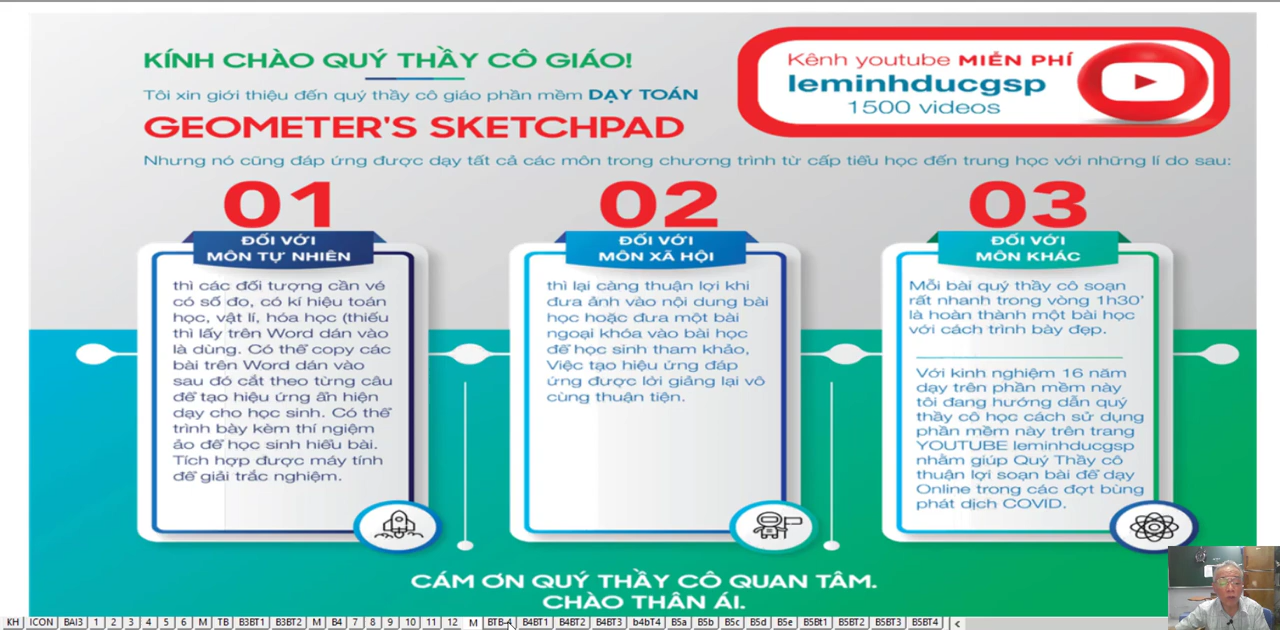 KÍNH CHÀO QUÝ THẦY CÔ GIÁO!
Tôi xin giới thiệu đến quý thầy cô giáo phần mềm DẠY TOÁN
GEOMETER'S SKETCHPAD
Kênh youtube MIỄN PHÍ
leminhducgsp
1500 videos
Nhưng nó cũng đáp ứng được dạy tất cả các môn trong chương trình từ cấp tiểu học đến trung học với những lí do sau:
01
ĐỐI VỚI
MÔN TỰ NHIÊN
thì các đối tượng cần vẽ
có số đo, có kí hiệu toán
học, vật lí, hóa học (thiếu
thì lấy trên Word dán vào
là dùng. Có thể copy các
bài trên Word dán vào
sau đó cắt theo từng câu
để tạo hiệu ứng ẩn hiện
dạy cho học sinh. Có thể
trình bày kèm thí ngiệm
ảo để học sinh hiểu bài.
Tích hợp được máy tính
để giải trắc nghiệm.
02
ĐỐI VỚI
MÔN XÃ HỘI
thì lại càng thuận lợi khi
đưa ảnh vào nội dung bài
học hoặc đưa một bài
ngoại khóa vào bài học
để học sinh tham khảo,
Việc tạo hiệu ứng đáp
ứng được lời giảng lại vô
cùng thuận tiện.
03
ĐỐI VỚI
MÔN KHÁC
Mỗi bài quý thầy cô soạn
rất nhanh trong vòng 1h30'
là hoàn thành một bài học
với cách trình bày đẹp.
Với kinh nghiệm 16 năm
dạy trên phần mềm này
tôi đang hướng dẫn quý
thầy cô học cách sử dụng
phần mềm này trên trang
YOUTUBE leminhducgsp
nhằm giúp Quý Thầy cô
thuận lợi soạn bài để dạy
Online trong các đợt bùng
phát dịch COVID.
CÁM ƠN QUÝ THẦY CÔ QUAN TÂM.
CHÀO THÂN ÁI.
KH ICON BAI3 1 2 3 4 5 6 M TB B3BT1 B3BT2 M B4 7 8 9 10 11 12 M BTB-4 B4BT1 B4BT2 B4BT3 b4bT4 B5a B5b B5c B5d B5e B5Bt1 B5BT2 B5BT3 B5BT4 <